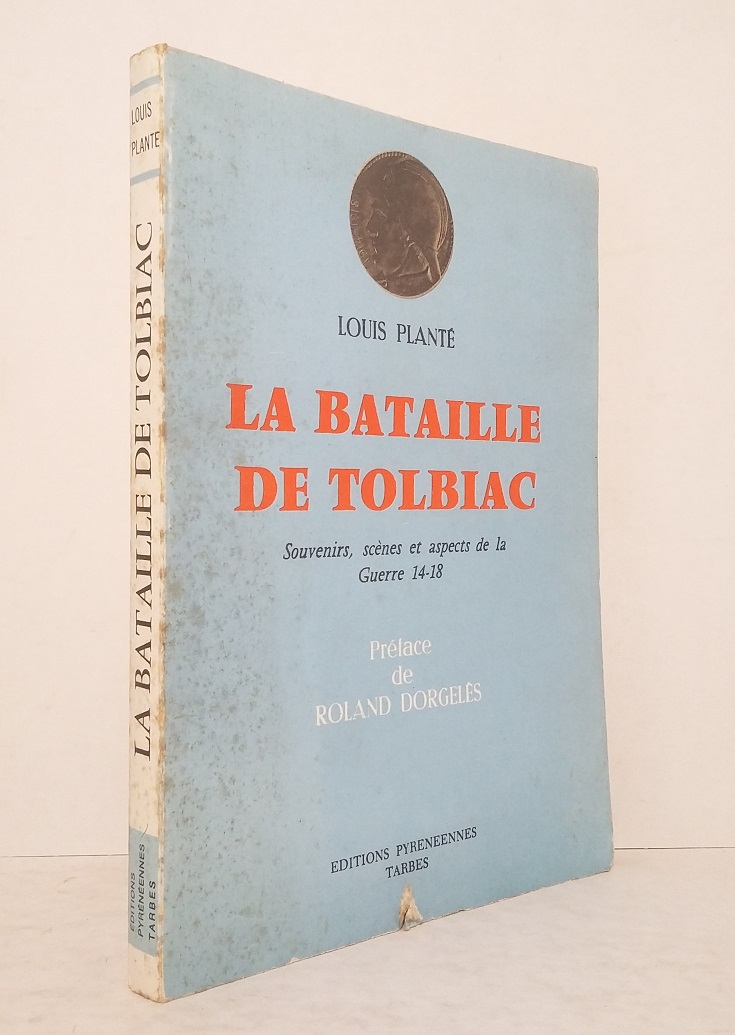 LOUIS
PLANTE
LA BATAILLE DE TOLBIAC
EDITIONS
PYRÉNÉENNES
TARBES
LOUIS PLANTÉ
LA BATAILLE
DE TOLBIAC
Souvenirs, scènes et aspects de la
Guerre 14-18
Préface
de
ROLAND DORGELÈS
EDITIONS PYRENEENNES
TARBES